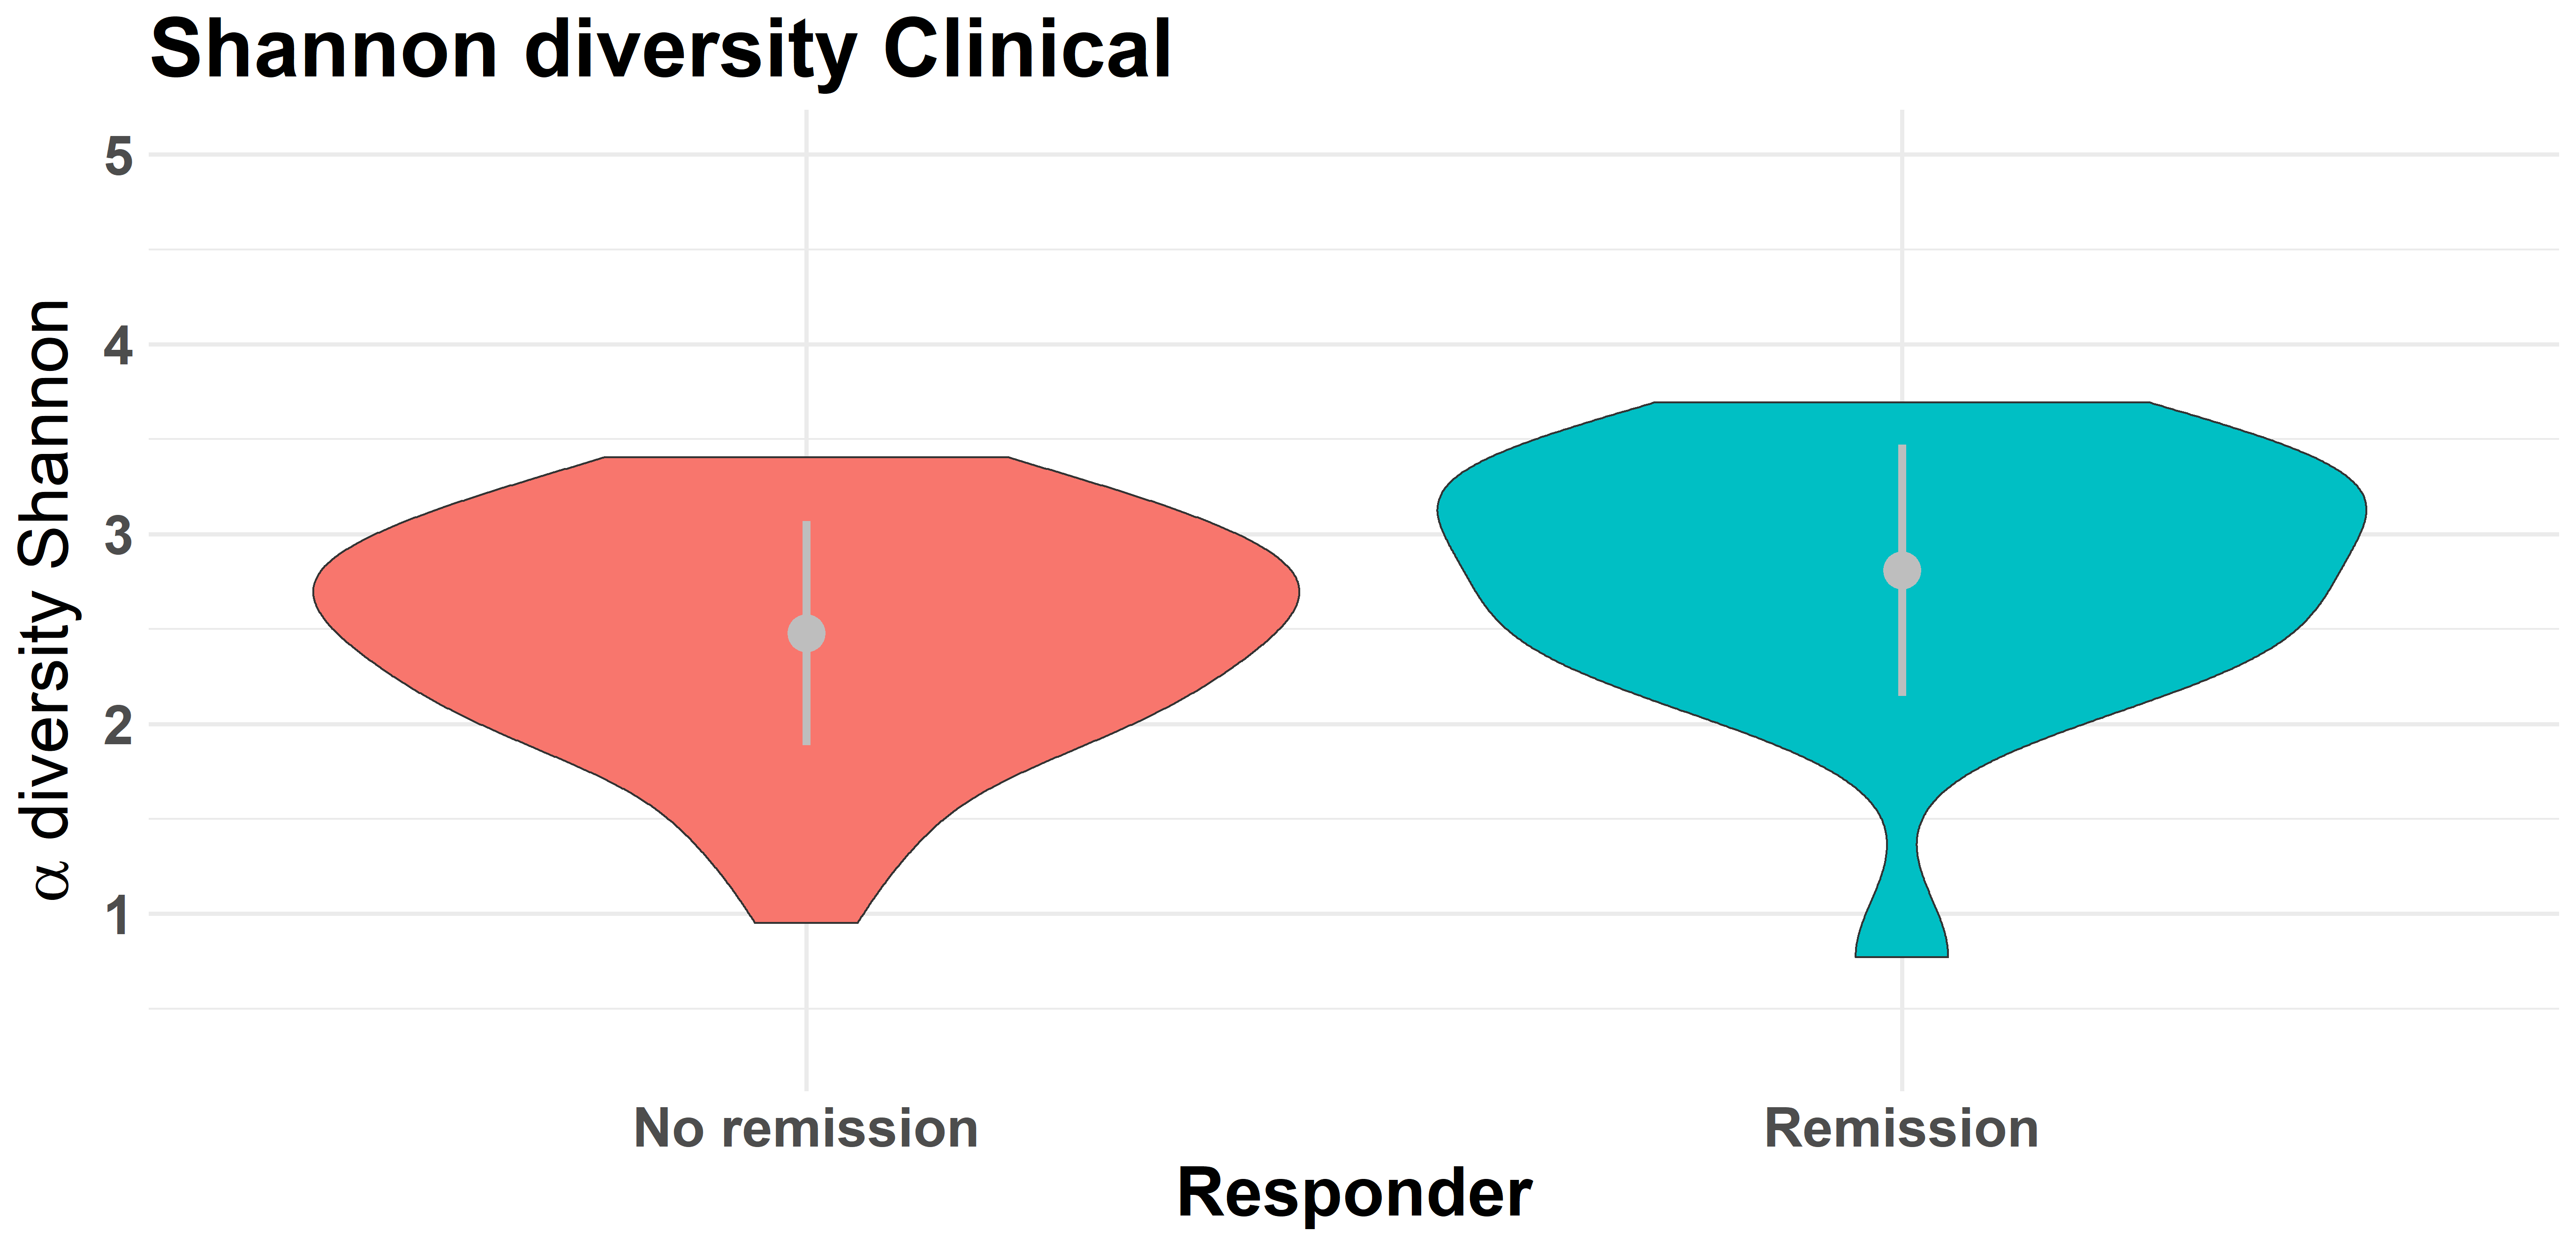 Shannon diversity Clinical
α diversity Shannon
5
4
3
2
1
No remission
Remission
Responder